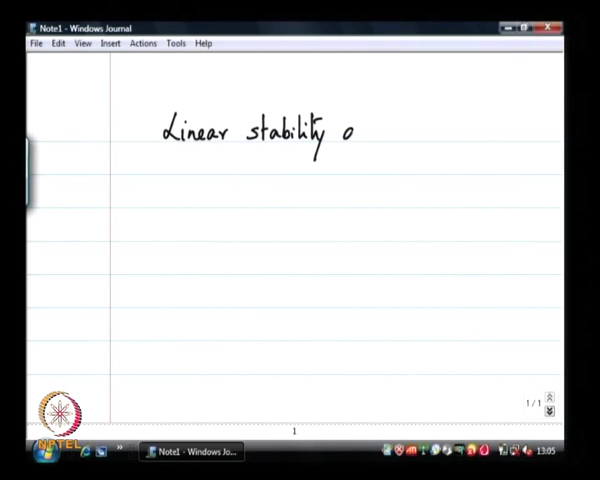 Note1 - Windows Journal
File Edit View Insert Actions Tools Help
Linear stability o
1 / 1
1
NPTEL
Note1 - Windows Jo...
13:05